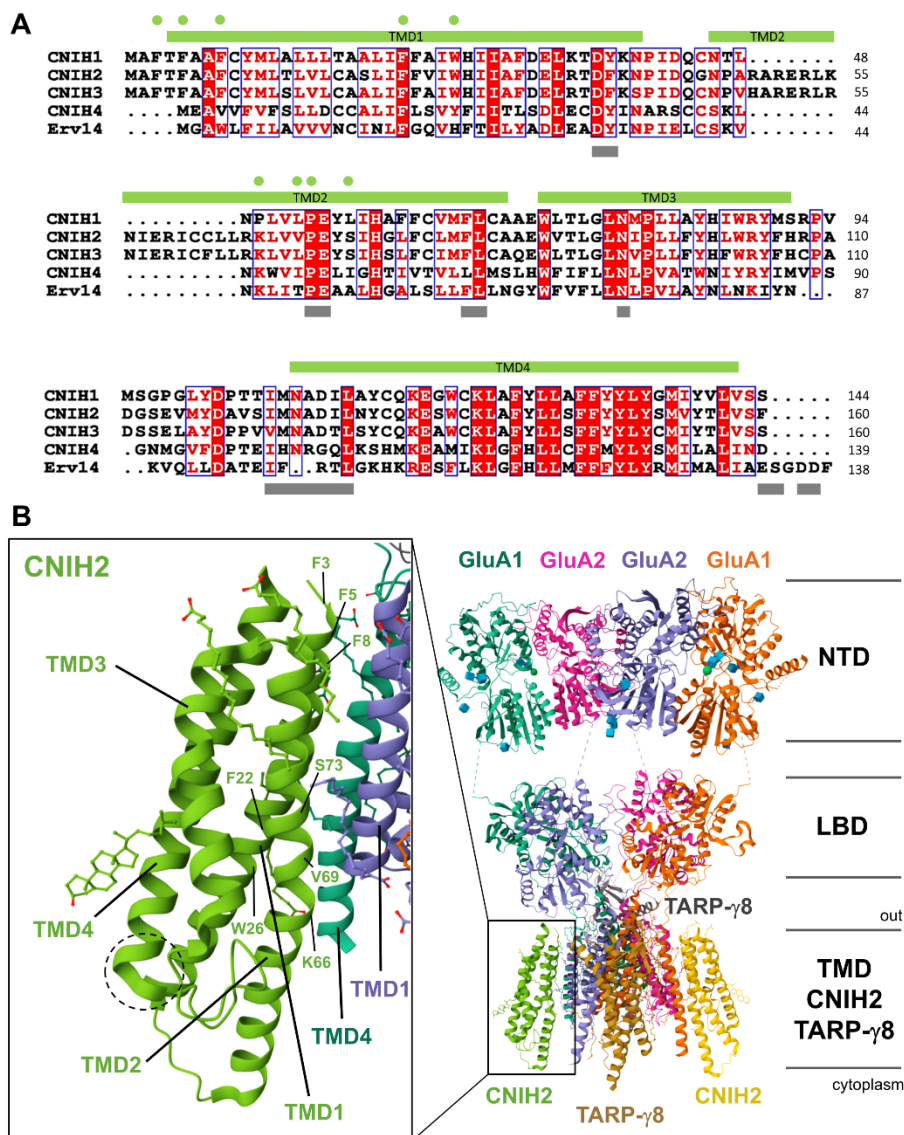 A
TMD1 TMD2
CNIH1 MAFTFAAFCYMLALLLTAALIFFAIWHIIAFDELKTDYKNPIDQCNTL....... 48
CNIH2 MAFTFAAFCYMLTLVLCASLIFFVIWHIIAFDELRTDFKNPIDQGNPARARERLK 55
CNIH3 MAFTFAAFCYMLSLVLCAALIFFAIWHIIAFDELRTDFKSPIDQCNPVHARERLR 55
CNIH4 ....MEAVVFVFSLLDCCALIFLSVYFIITLSDLECDYINARSCCSKL....... 44
Erv14 ....MGAWLFILAVVVNCINLFGQVHFTILYADLEADYINPIELCSKV....... 44
TMD2 TMD3
CNIH1 .........NPLVLPEYLIHAFFCVMFLCAAEWLTLGLNMPLLAYHIWRYMSRPV 94
CNIH2 NIERICCLLRKLVVPEYSIHGLFCLMFLCAAEWVTLGLNIPLLFYHLWRYFHRPA 110
CNIH3 NIERICFLLRKLVLPEYSIHSLFCIMFLCAQEWLTLGLNVPLLFYHFWRYFHCPA 110
CNIH4 .........NKWVIPELIGHTIVTVLLLMSLHWFIFLLNLPVATWNIYRYIMVPS 90
Erv14 .........NKLITPEAALHGALSLLFLLNGYWFVFLLNLPVLAYNLNKIYN... 87
TMD4
CNIH1 MSGPGLYDPTTIMNADILAYCQKEGWCKLAFYLLAFFYYLYGMIYVLVSS..... 144
CNIH2 DGSEVMYDAVSIMNADILNYCQKESWCKLAFYLLSFFYYLYSMVYTLVSF..... 160
CNIH3 DSSELAYDPPVVMNADTLSYCQKEAWCKLAFYLLSFFYYLYCMIYTLVSS..... 160
CNIH4 .GNMGVFDPTEIHNRGQLKSHMKEAMIKLGFHLLCFFMYLYSMILALIND..... 139
Erv14 ..KVQLLDATEIF..RTLGKHKRESFLKLGFHLLMFFFYLYRMIMALIAESGDDF 138
B
CNIH2
F3
F5
F8
TMD3
F22
S73
V69
TMD4
W26
K66
TMD1
TMD4
TMD2
TMD1
GluA1 GluA2 GluA2 GluA1
NTD
LBD
TARP-γ8
out
TMD
CNIH2
TARP-γ8
CNIH2
TARP-γ8
CNIH2
cytoplasm